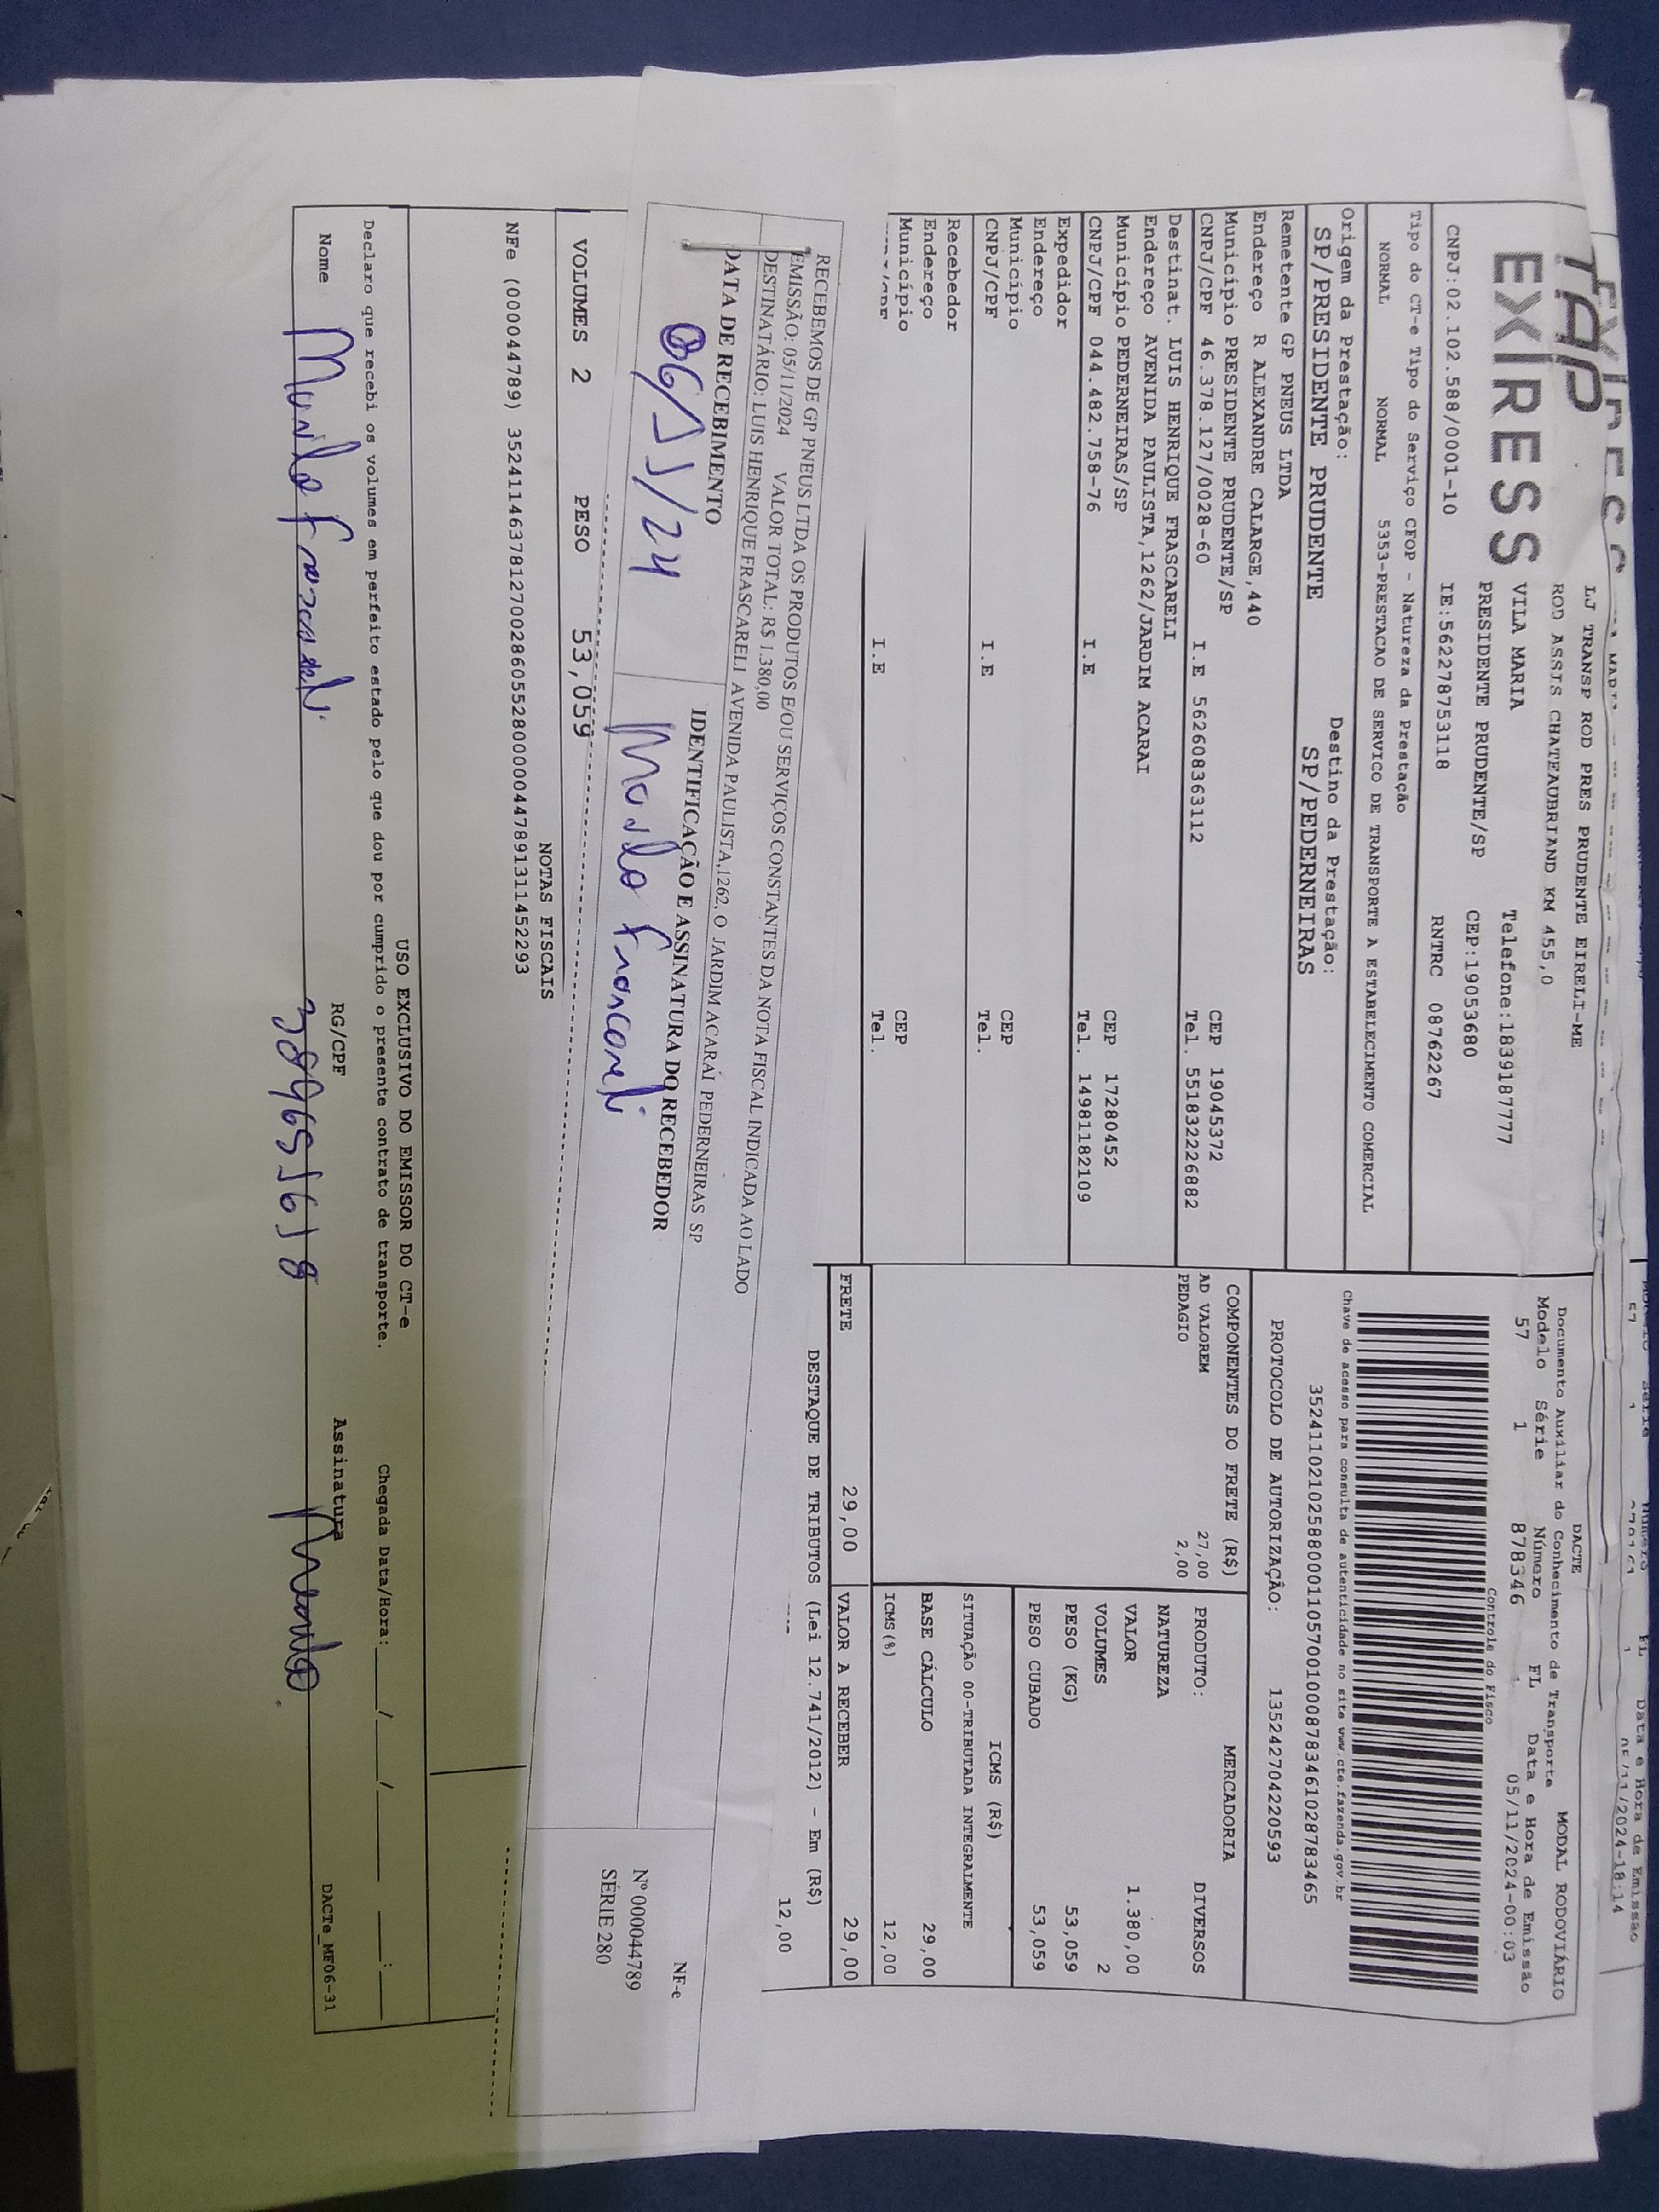 TAP
EXPRESS
LJ TRANSP ROD PRES PRUDENTE EIRELI-ME
ROD ASSIS CHATEAUBRIAND KM 455,0
VILA MARIA Telefone:1839187777
PRESIDENTE PRUDENTE/SP CEP:19053680
CNPJ:02.102.588/0001-10 IE:562278753118 RNTRC 08762267
Tipo do CT-e Tipo do Serviço CFOP - Natureza da Prestação
NORMAL NORMAL 5353-PRESTACAO DE SERVICO DE TRANSPORTE A ESTABELECIMENTO COMERCIAL
Origem da Prestação: Destino da Prestação:
SP/PRESIDENTE PRUDENTE SP/PEDERNEIRAS
Remetente GP PNEUS LTDA
Endereço R ALEXANDRE CALARGE,440
Município PRESIDENTE PRUDENTE/SP CEP 19045372
CNPJ/CPF 46.378.127/0028-60 I.E 562608363112 Tel. 5518322268​82
Destinat. LUIS HENRIQUE FRASCARELI
Endereço AVENIDA PAULISTA,1262/JARDIM ACARAI
Município PEDERNEIRAS/SP CEP 17280452
CNPJ/CPF 044.482.758-76 I.E Tel. 14981182109
Expedidor
Endereço
Município CEP
CNPJ/CPF I.E Tel.
Recebedor
Endereço
Município CEP
I.E Tel.
DACTE MODAL RODOVIÁRIO
Documento Auxiliar do Conhecimento de Transporte
Modelo Série Número FL Data e Hora de Emissão
57 1 878346 1 05/11/2024-00:03
Controle do Fisco
Chave de acesso para consulta de autenticidade no site www.cte.fazenda.gov.br
35241102102588000110570010008783461028783465
PROTOCOLO DE AUTORIZAÇÃO: 135242704220593
COMPONENTES DO FRETE (R$)
AD VALOREM 27,00
PEDAGIO 2,00
MERCADORIA
PRODUTO: DIVERSOS
NATUREZA
VALOR 1.380,00
VOLUMES 2
PESO (KG) 53,059
PESO CUBADO 53,059
ICMS (R$)
SITUAÇÃO 00-TRIBUTADA INTEGRALMENTE
BASE CÁLCULO 29,00
ICMS(%) 12,00
FRETE 29,00 VALOR A RECEBER 29,00
DESTAQUE DE TRIBUTOS (Lei 12.741/2012) - Em (R$)
12,00
RECEBEMOS DE GP PNEUS LTDA OS PRODUTOS E/OU SERVIÇOS CONSTANTES DA NOTA FISCAL INDICADA AO LADO
EMISSÃO: 05/11/2024 VALOR TOTAL: R$ 1.380,00
DESTINATÁRIO: LUIS HENRIQUE FRASCARELI AVENIDA PAULISTA,1262, O JARDIM ACARAÍ PEDERNEIRAS SP
DATA DE RECEBIMENTO IDENTIFICAÇÃO E ASSINATURA DO RECEBEDOR
06/11/24
NF-e
Nº 000044789
SÉRIE 280
VOLUMES 2 PESO 53,059
NOTAS FISCAIS
NFe (000044789) 35241146378127002860552800000447891311452293
USO EXCLUSIVO DO EMISSOR DO CT-e
Declaro que recebi os volumes em perfeito estado pelo que dou por cumprido o presente contrato de transporte. Chegada Data/Hora:____/____/____ ____:____
Nome RG/CPF Assinatura
DACTe_MF06-31